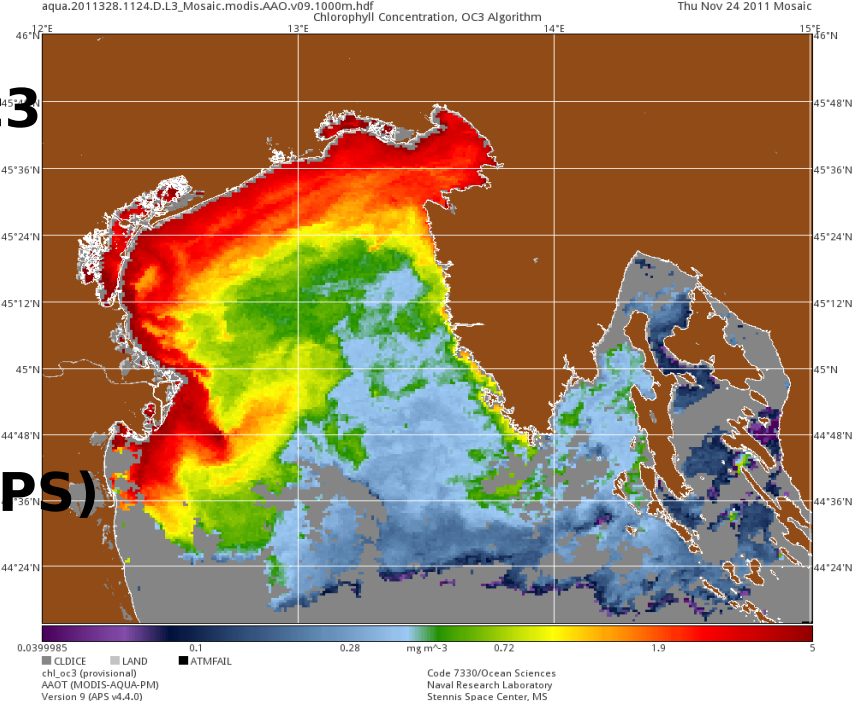 aqua.2011328.1124.D.L3_Mosaic.modis.AAO.v09.1000m.hdf Thu Nov 24 2011 Mosaic
Chlorophyll Concentration, OC3 Algorithm
12°E 13°E 14°E 15°E
46°N 46°N
45°48'N 45°48'N
3
45°36'N 45°36'N
45°24'N 45°24'N
45°12'N 45°12'N
45°N 45°N
44°48'N 44°48'N
PS)
44°36'N 44°36'N
44°24'N 44°24'N
0.0399985 0.1 0.28 mg m^-3 0.72 1.9 5
CLDICE LAND ATMFAIL
chl_oc3 (provisional) Code 7330/Ocean Sciences
AAOT (MODIS-AQUA-PM) Naval Research Laboratory
Version 9 (APS v4.4.0) Stennis Space Center, MS